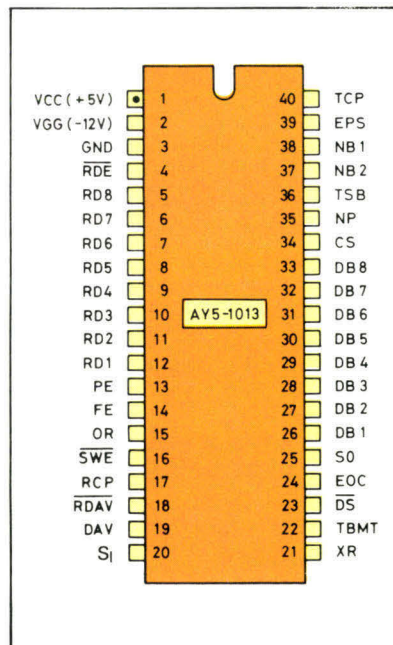 VCC (+5V) 1 40 TCP
VGG (-12V) 2 39 EPS
GND 3 38 NB1
R̅D̅E̅ 4 37 NB2
RD8 5 36 TSB
RD7 6 35 NP
RD6 7 34 CS
RD5 8 33 DB8
RD4 9 32 DB7
RD3 10 AY5-1013 31 DB6
RD2 11 30 DB5
RD1 12 29 DB4
PE 13 28 DB3
FE 14 27 DB2
OR 15 26 DB1
S̅W̅E̅ 16 25 SO
RCP 17 24 EOC
R̅D̅A̅V̅ 18 23 D̅S̅
DAV 19 22 TBMT
SI 20 21 XR